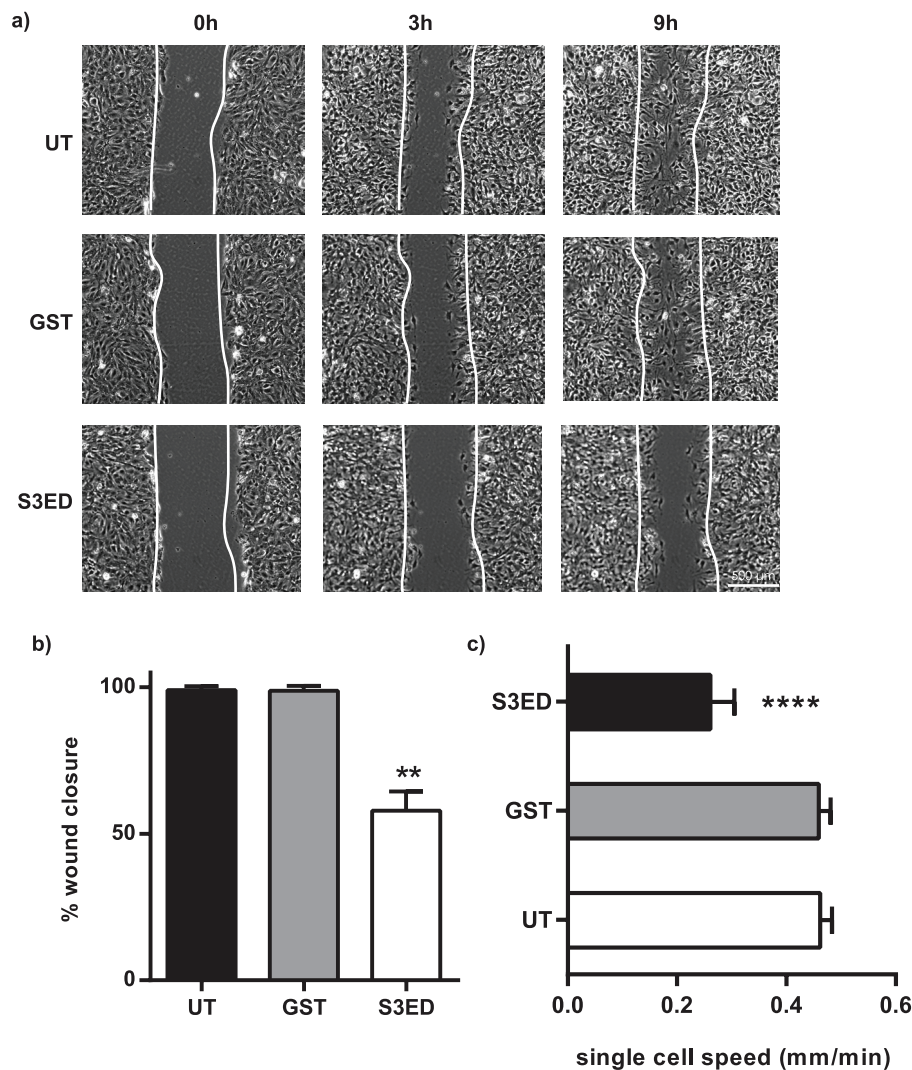 a)
0h
3h
9h
UT
GST
S3ED
500 µm
b)
100
50
0
% wound closure
**
UT
GST
S3ED
c)
S3ED
****
GST
UT
0.0
0.2
0.4
0.6
single cell speed (mm/min)